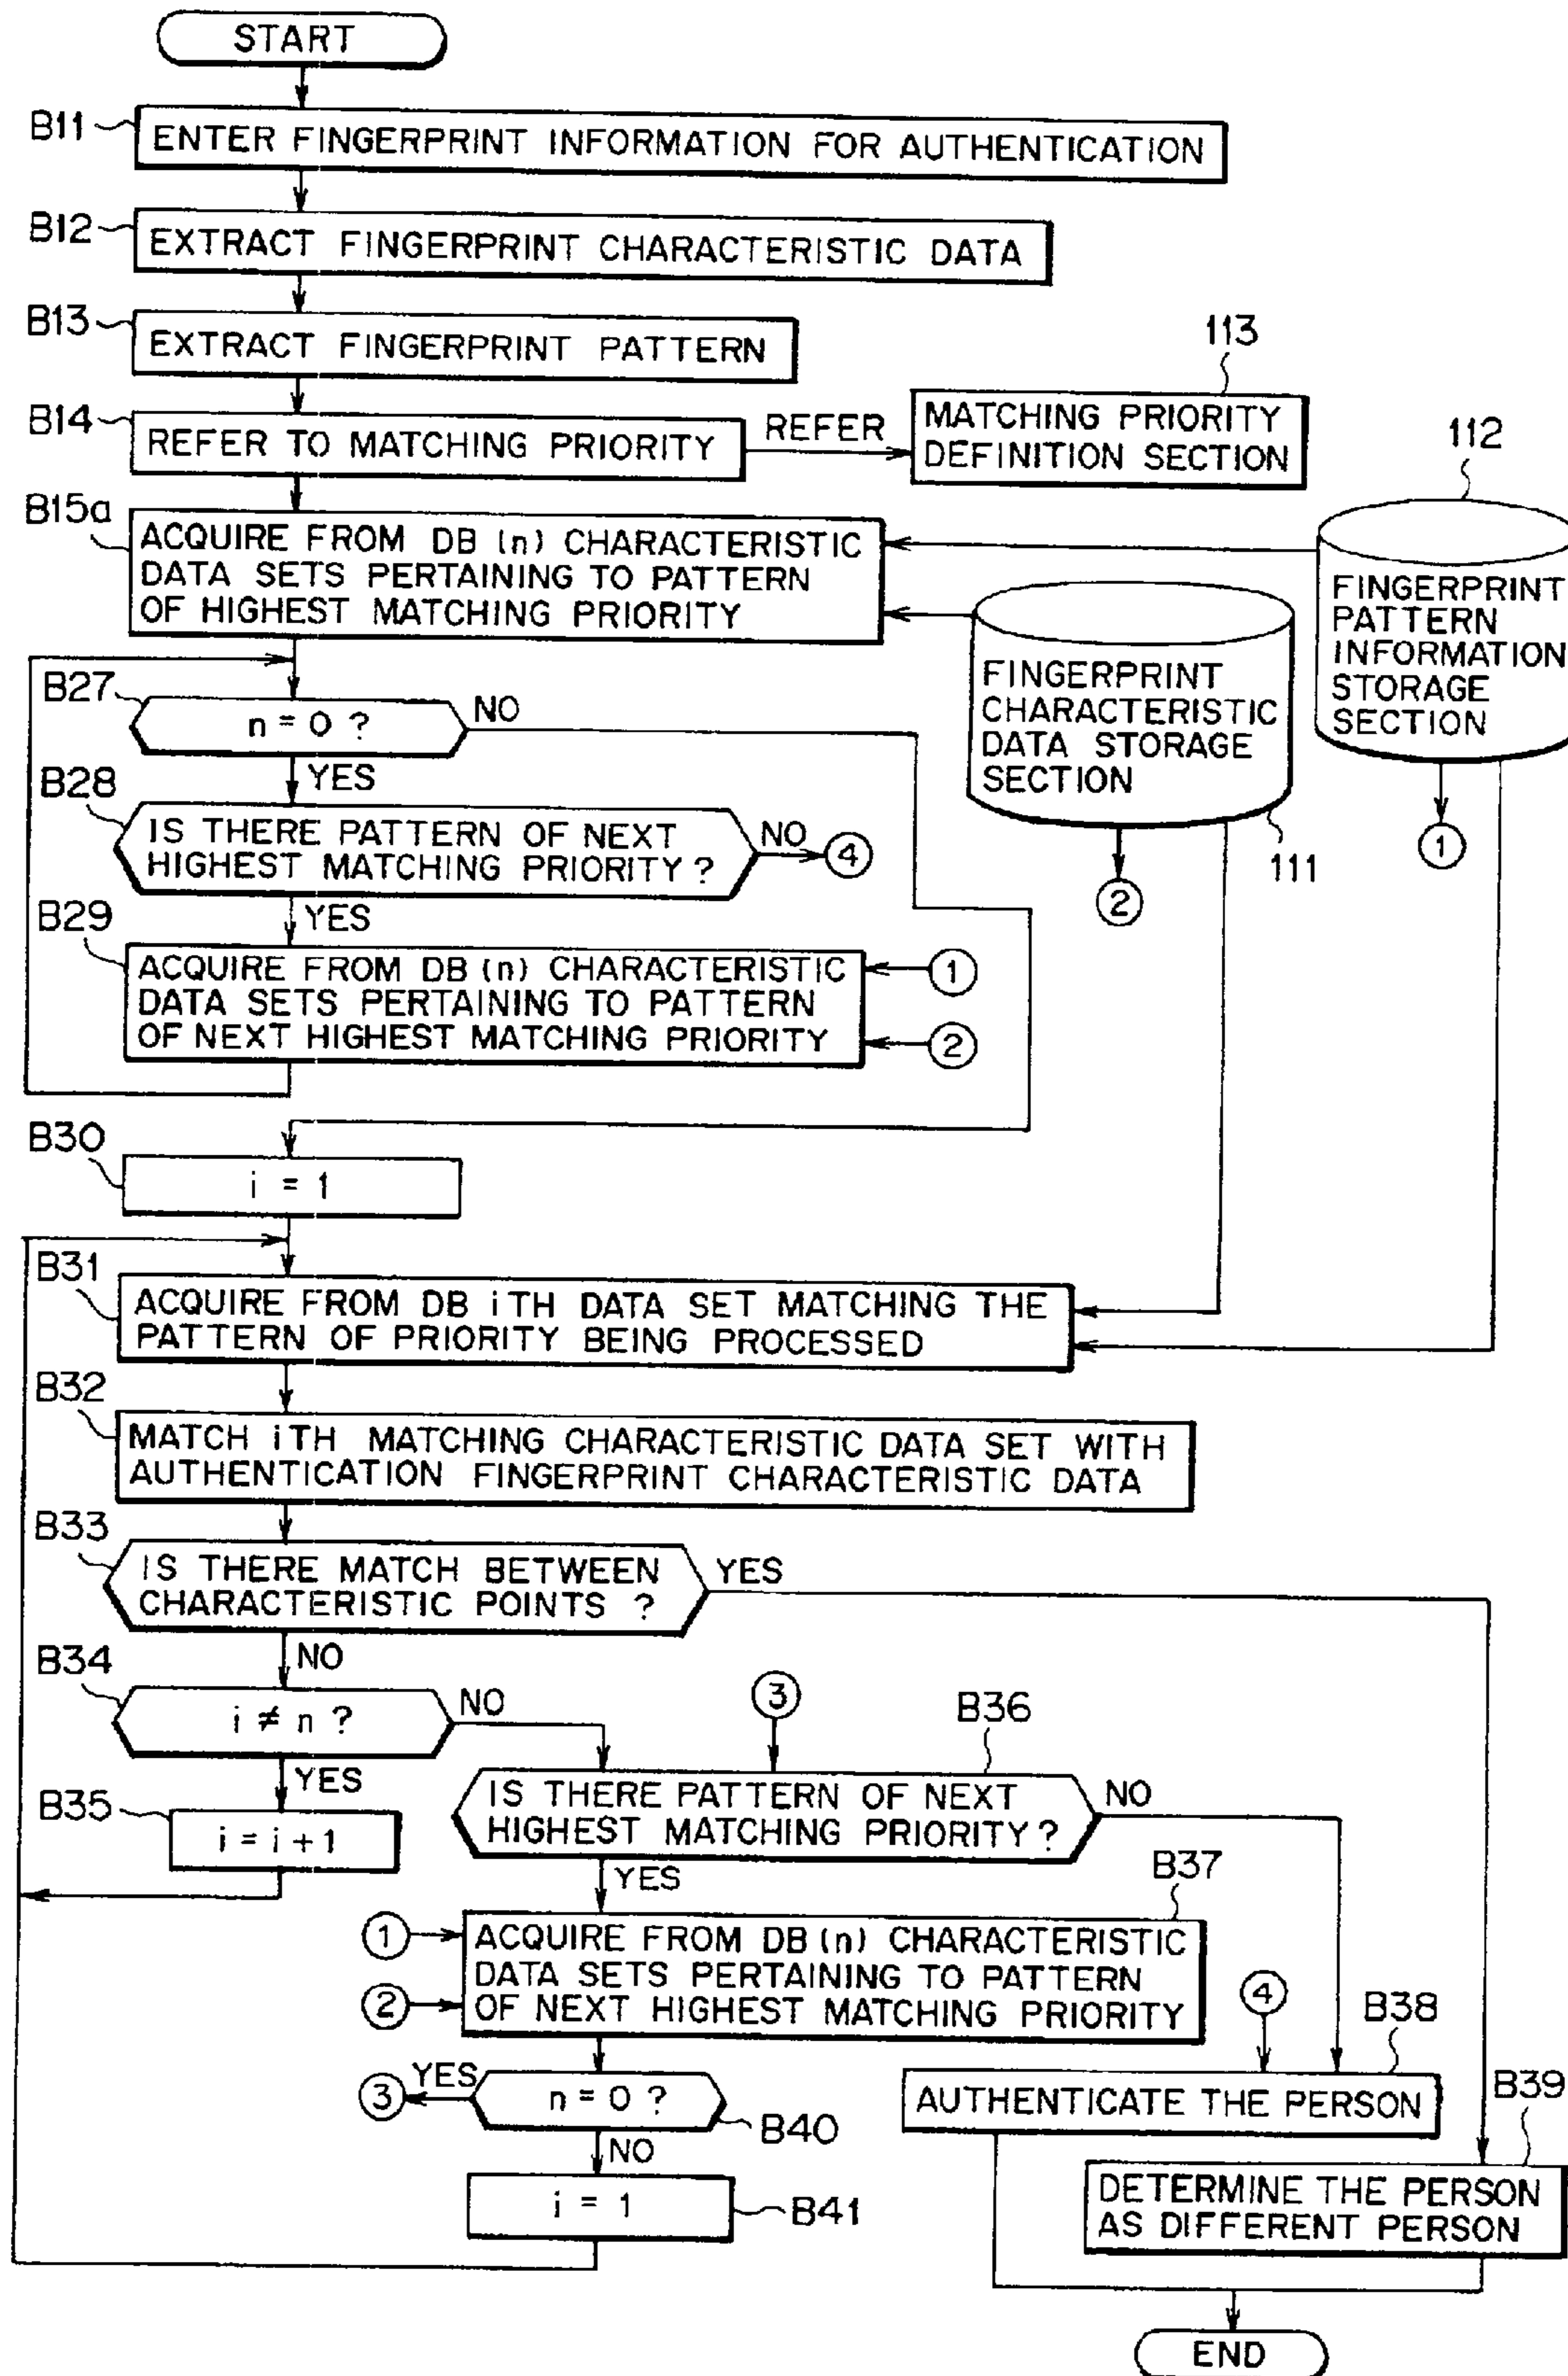 START
B11
ENTER FINGERPRINT INFORMATION FOR AUTHENTICATION
B12
EXTRACT FINGERPRINT CHARACTERISTIC DATA
B13
EXTRACT FINGERPRINT PATTERN
B14
REFER TO MATCHING PRIORITY
REFER
113
MATCHING PRIORITY
DEFINITION SECTION
112
FINGERPRINT
PATTERN
INFORMATION
STORAGE
SECTION
1
B15a
ACQUIRE FROM DB (n) CHARACTERISTIC
DATA SETS PERTAINING TO PATTERN
OF HIGHEST MATCHING PRIORITY
FINGERPRINT
CHARACTERISTIC
DATA STORAGE
SECTION
111
2
B27
n = 0 ?
NO
YES
B28
IS THERE PATTERN OF NEXT
HIGHEST MATCHING PRIORITY ?
NO
4
YES
B29
ACQUIRE FROM DB (n) CHARACTERISTIC
DATA SETS PERTAINING TO PATTERN
OF NEXT HIGHEST MATCHING PRIORITY
1
2
B30
i = 1
B31
ACQUIRE FROM DB iTH DATA SET MATCHING THE
PATTERN OF PRIORITY BEING PROCESSED
B32
MATCH iTH MATCHING CHARACTERISTIC DATA SET WITH
AUTHENTICATION FINGERPRINT CHARACTERISTIC DATA
B33
IS THERE MATCH BETWEEN
CHARACTERISTIC POINTS ?
YES
NO
B34
i ≠ n ?
NO
YES
B35
i = i + 1
3
B36
IS THERE PATTERN OF NEXT
HIGHEST MATCHING PRIORITY ?
NO
YES
B37
1
2
ACQUIRE FROM DB (n) CHARACTERISTIC
DATA SETS PERTAINING TO PATTERN
OF NEXT HIGHEST MATCHING PRIORITY
4
B38
AUTHENTICATE THE PERSON
3
YES
n = 0 ?
B40
NO
i = 1
B41
B39
DETERMINE THE PERSON
AS DIFFERENT PERSON
END